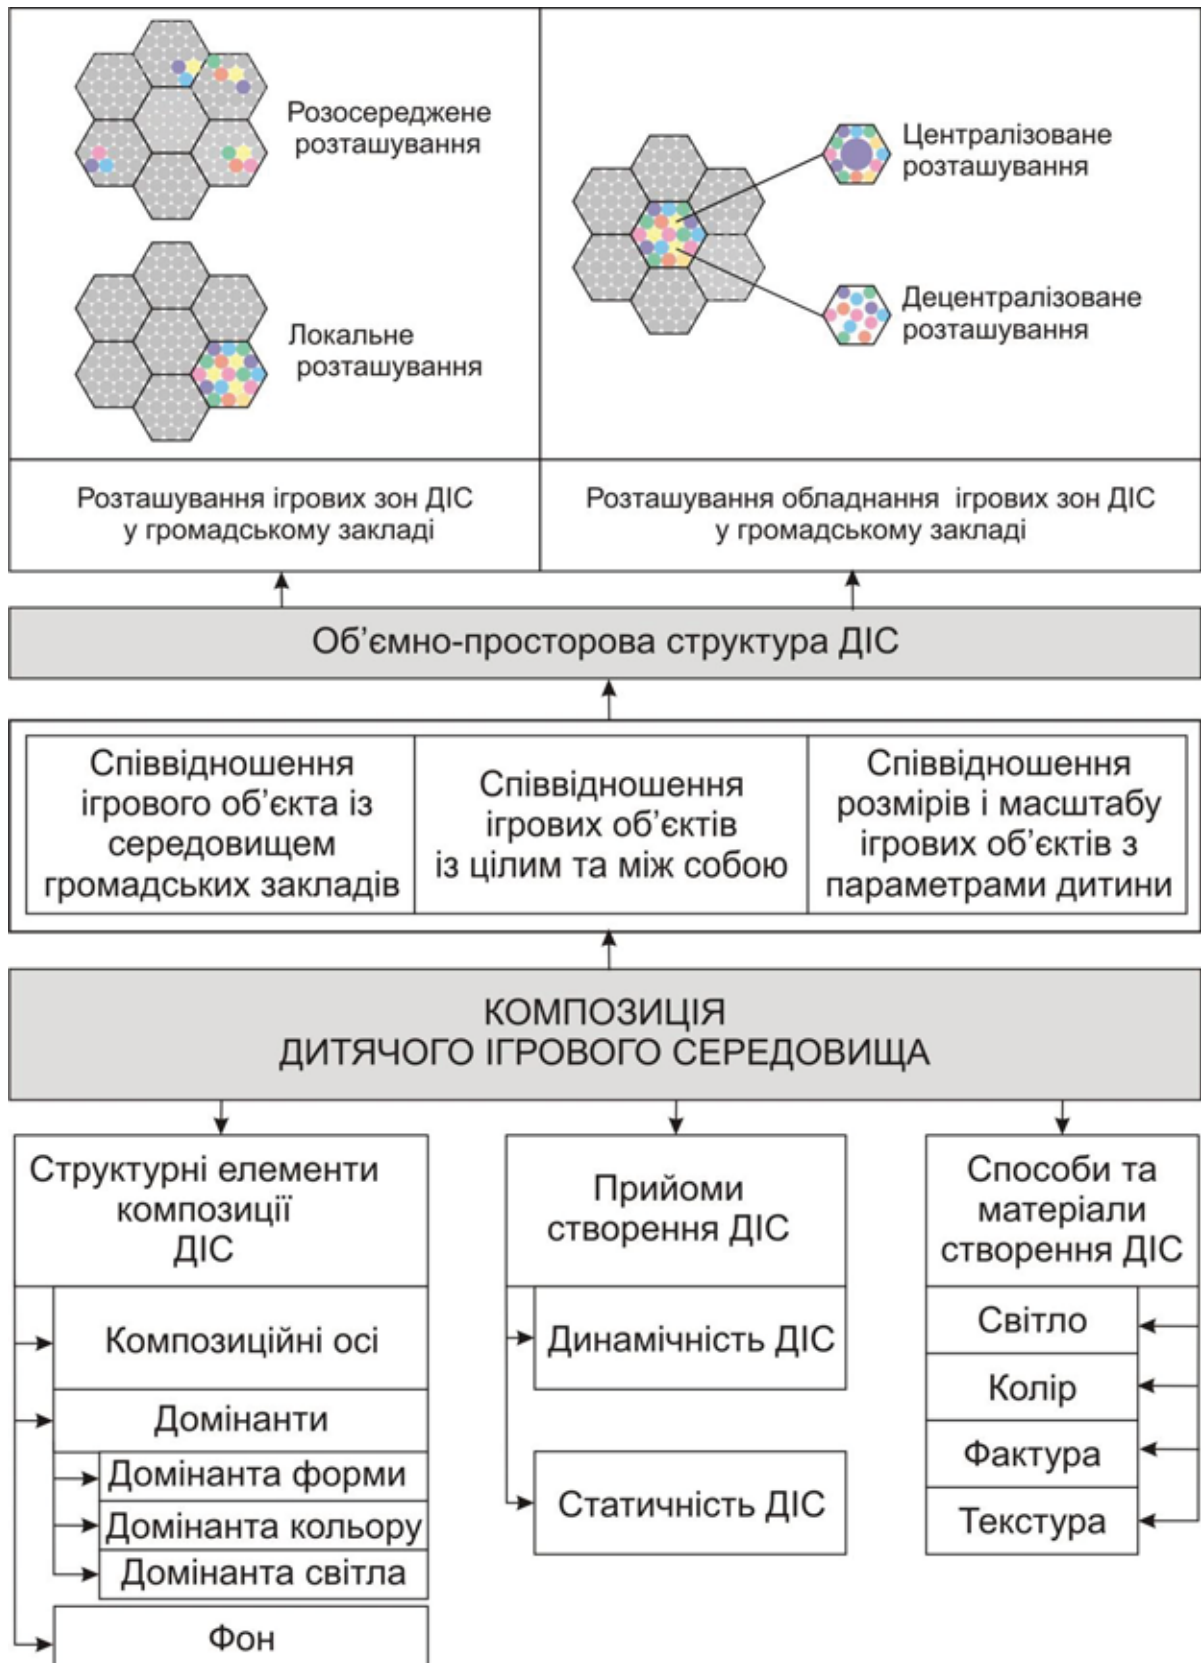 Розосереджене
розташування
Локальне
розташування
Централізоване
розташування
Децентралізоване
розташування
Розташування ігрових зон ДІС
у громадському закладі
Розташування обладнання ігрових зон ДІС
у громадському закладі
Об’ємно-просторова структура ДІС
Співвідношення
ігрового об’єкта із
середовищем
громадських закладів
Співвідношення
ігрових об’єктів
із цілим та між собою
Співвідношення
розмірів і масштабу
ігрових об’єктів з
параметрами дитини
КОМПОЗИЦІЯ
ДИТЯЧОГО ІГРОВОГО СЕРЕДОВИЩА
Структурні елементи
композиції
ДІС
Композиційні осі
Домінанти
Домінанта форми
Домінанта кольору
Домінанта світла
Фон
Прийоми
створення ДІС
Динамічність ДІС
Статичність ДІС
Способи та
матеріали
створення ДІС
Світло
Колір
Фактура
Текстура